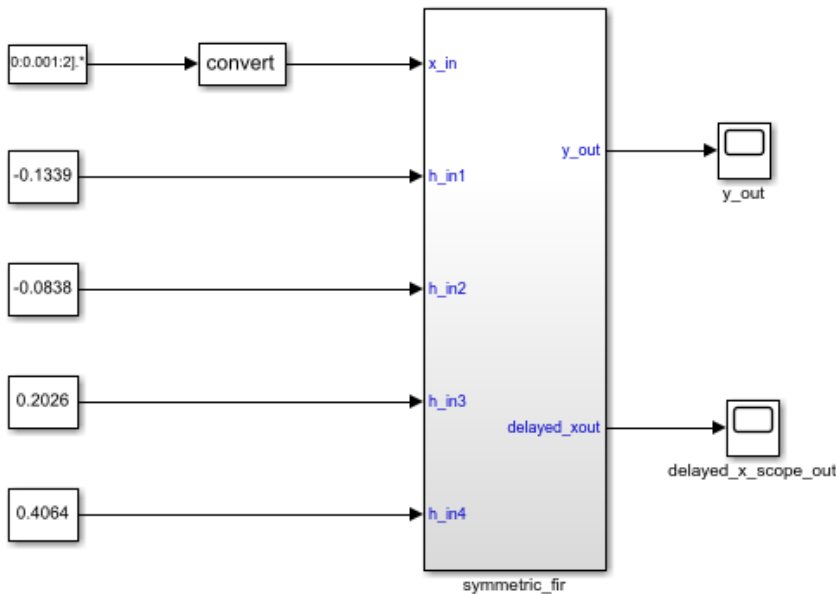 0:0.001:2].*
convert
x_in
y_out
y_out
-0.1339
h_in1
-0.0838
h_in2
0.2026
h_in3
delayed_xout
delayed_x_scope_out
0.4064
h_in4
symmetric_fir